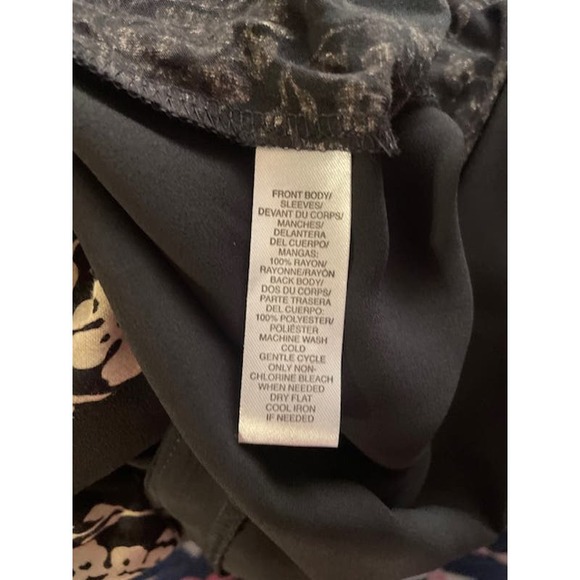 FRONT BODY/
SLEEVES/
DEVANT DU CORPS/
MANCHES/
DELANTERA
DEL CUERPO/
MANGAS:
100% RAYON/
RAYONNE/RAYÓN
BACK BODY/
DOS DU CORPS/
PARTE TRASERA
DEL CUERPO:
100% POLYESTER/
POLIÉSTER
MACHINE WASH
COLD
GENTLE CYCLE
ONLY NON-
CHLORINE BLEACH
WHEN NEEDED
DRY FLAT
COOL IRON
IF NEEDED